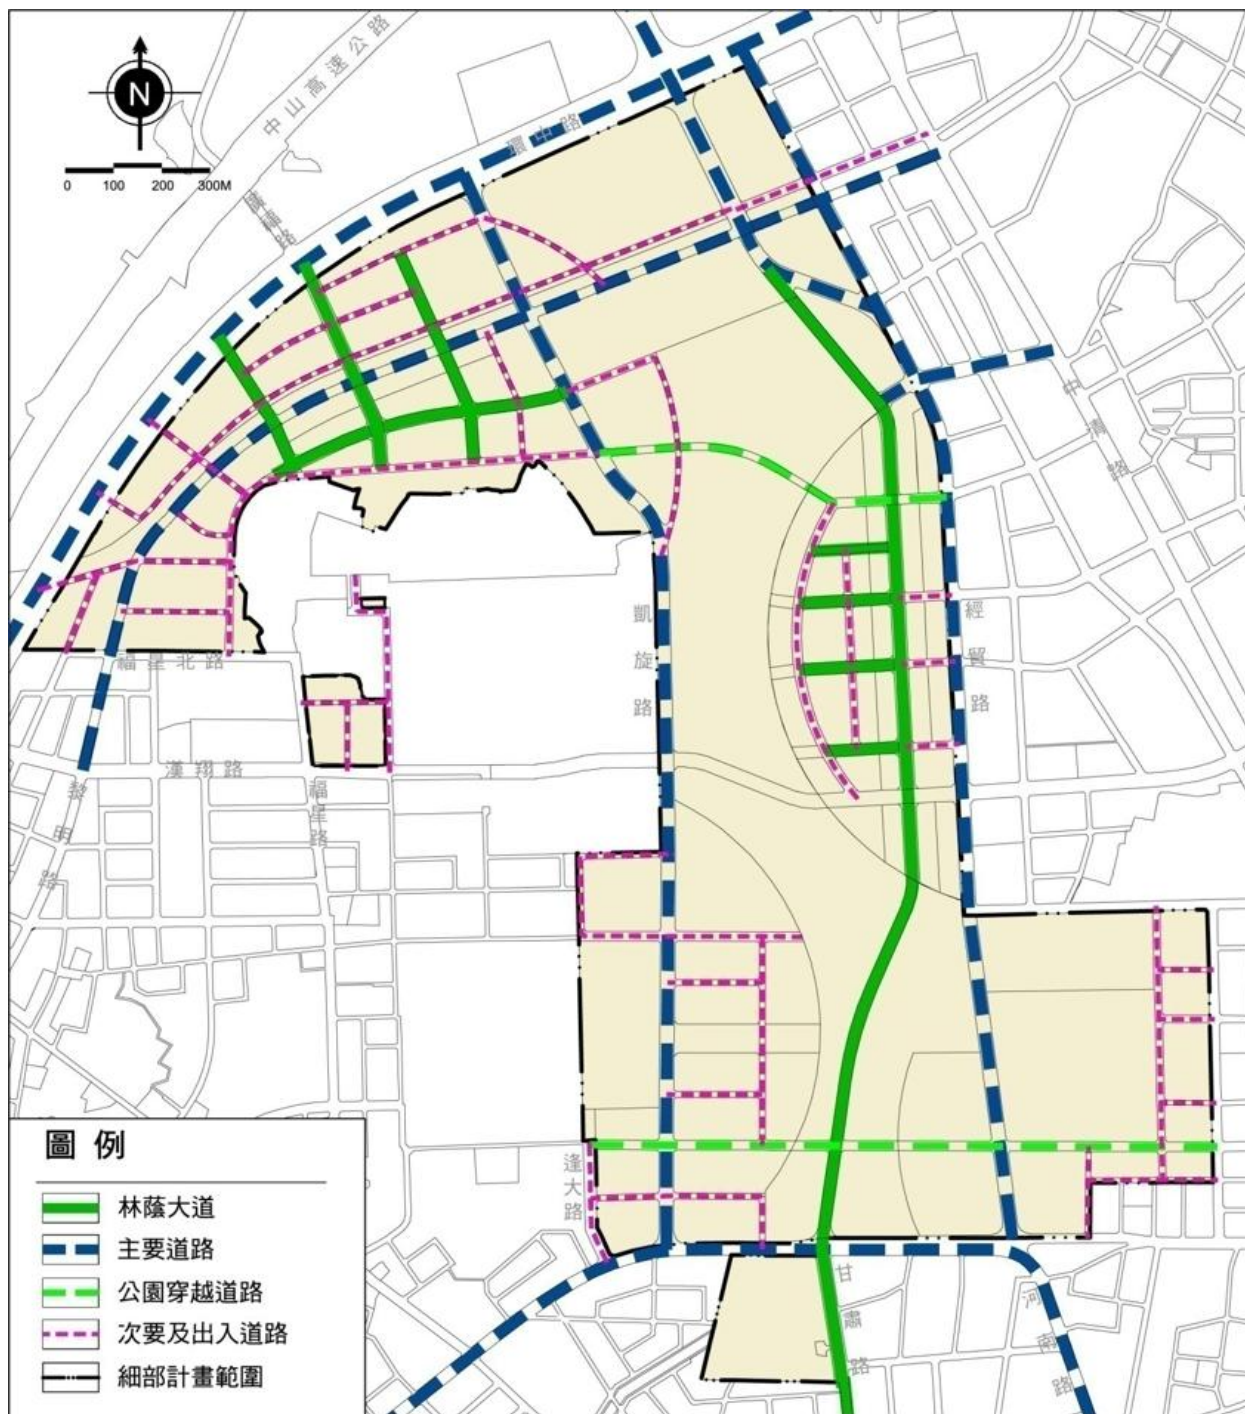 中山高速公路
環中路
N
0 100 200 300M
中清路
凱旋路
經貿路
福星北路
漢翔路
福星路
黎明路
逢大路
甘肅路
河南路
圖例
林蔭大道
主要道路
公園穿越道路
次要及出入道路
細部計畫範圍